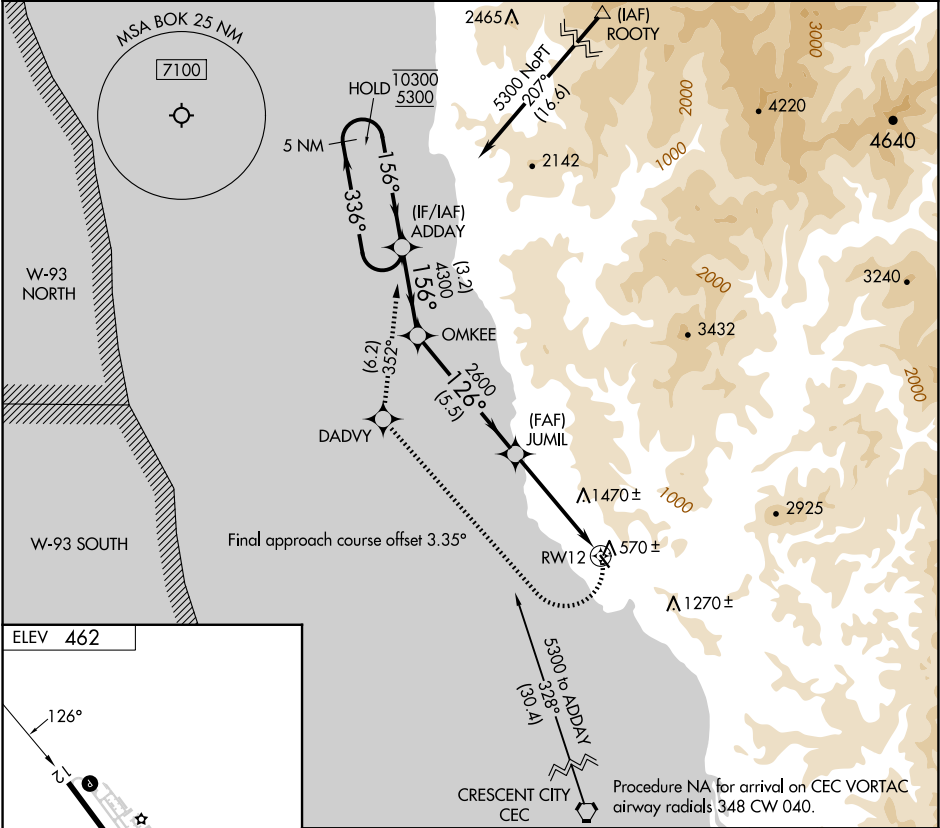 MSA BOK 25 NM
7100
2465
(IAF)
ROOTY
3000
5300 NoPT
207°
(16.6)
HOLD
10300
5300
5 NM
156°
336°
2142
2000
1000
4220
4640
(IF/IAF)
ADDAY
(3.2)
4300
156°
W-93
NORTH
OMKEE
2000
3240
3432
2000
(6.2)
352°
2600
126°
(5.5)
(FAF)
JUMIL
DADVY
1470 ±
1000
2925
W-93 SOUTH
Final approach course offset 3.35°
RW12
570 ±
1270 ±
ELEV 462
5300 to ADDAY
328°
(30.4)
126°
12
P
CRESCENT CITY
CEC
Procedure NA for arrival on CEC VORTAC
airway radials 348 CW 040.